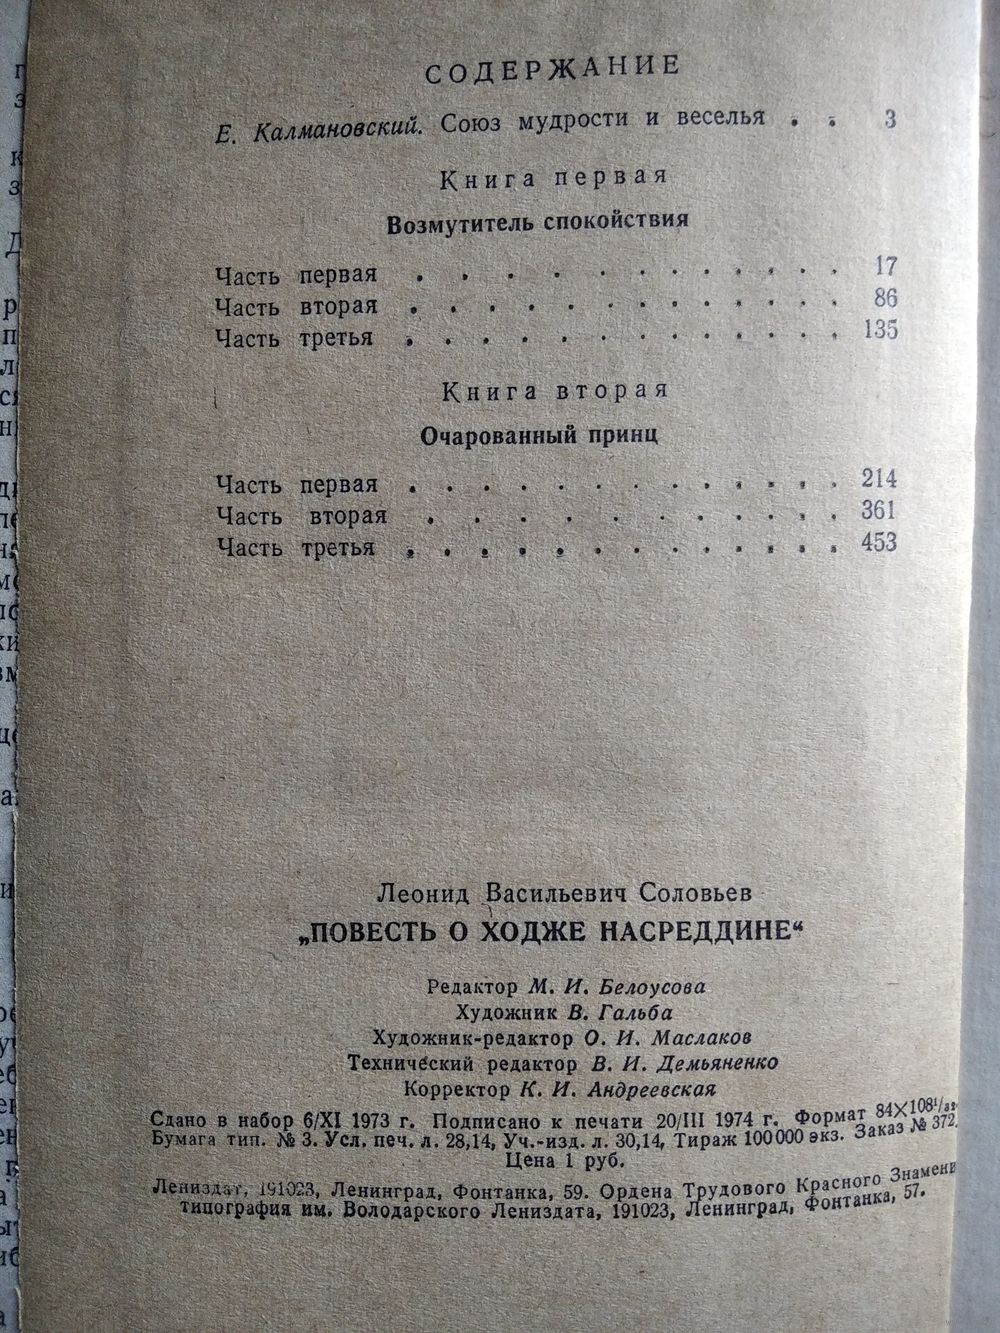 СОДЕРЖАНИЕ
Е. Калмановский. Союз мудрости и веселья . . 3
Книга первая
Возмутитель спокойствия
Часть первая . . . . . . . . . . . . 17
Часть вторая . . . . . . . . . . . . 86
Часть третья . . . . . . . . . . . . 135
Книга вторая
Очарованный принц
Часть первая . . . . . . . . . . . . 214
Часть вторая . . . . . . . . . . . 361
Часть третья . . . . . . . . . . . . 453
Леонид Васильевич Соловьев
„ПОВЕСТЬ О ХОДЖЕ НАСРЕДДИНЕ“
Редактор М. И. Белоусова
Художник В. Гальба
Художник-редактор О. И. Маслаков
Технический редактор В. И. Демьяненко
Корректор К. И. Андреевская
Сдано в набор 6/XI 1973 г. Подписано к печати 20/III 1974 г. Формат 84×108¹/₃₂.
Бумага тип. № 3. Усл. печ. л. 28,14, Уч.-изд. л. 30,14, Тираж 100 000 экз. Заказ № 372.
Цена 1 руб.
Лениздат, 191023, Ленинград, Фонтанка, 59. Ордена Трудового Красного Знамени
типография им. Володарского Лениздата, 191023, Ленинград, Фонтанка, 57.